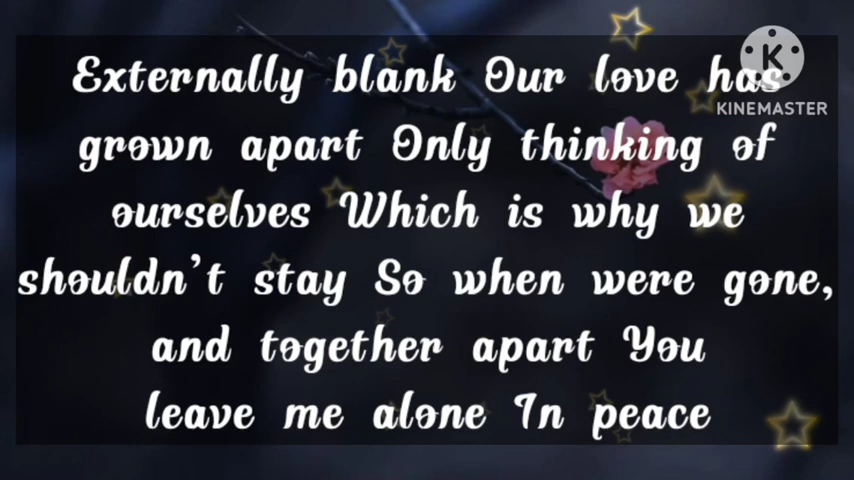 Externally blank Our love has
grown apart Only thinking of
ourselves Which is why we
shouldn't stay So when were gone,
and together apart You
leave me alone In peace
K
KINEMASTER